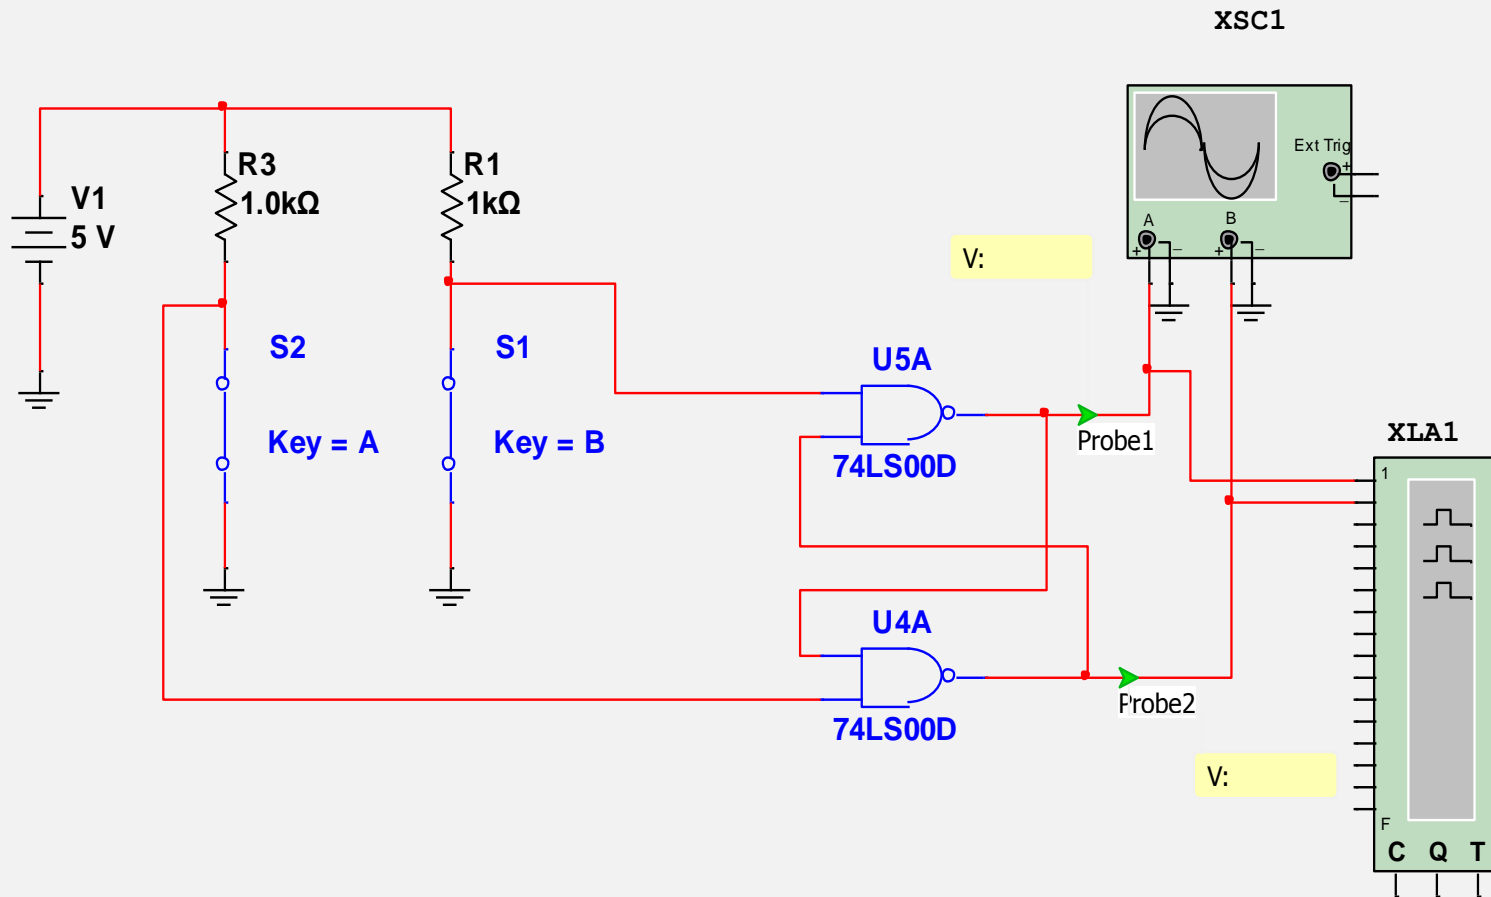 XSC1
Ext Trig
+
_
A
B
+
_
+
_
V1
5 V
R3
1.0kΩ
R1
1kΩ
V:
S2
Key = A
S1
Key = B
U5A
74LS00D
Probe1
XLA1
1
U4A
74LS00D
Probe2
V:
F
C Q T